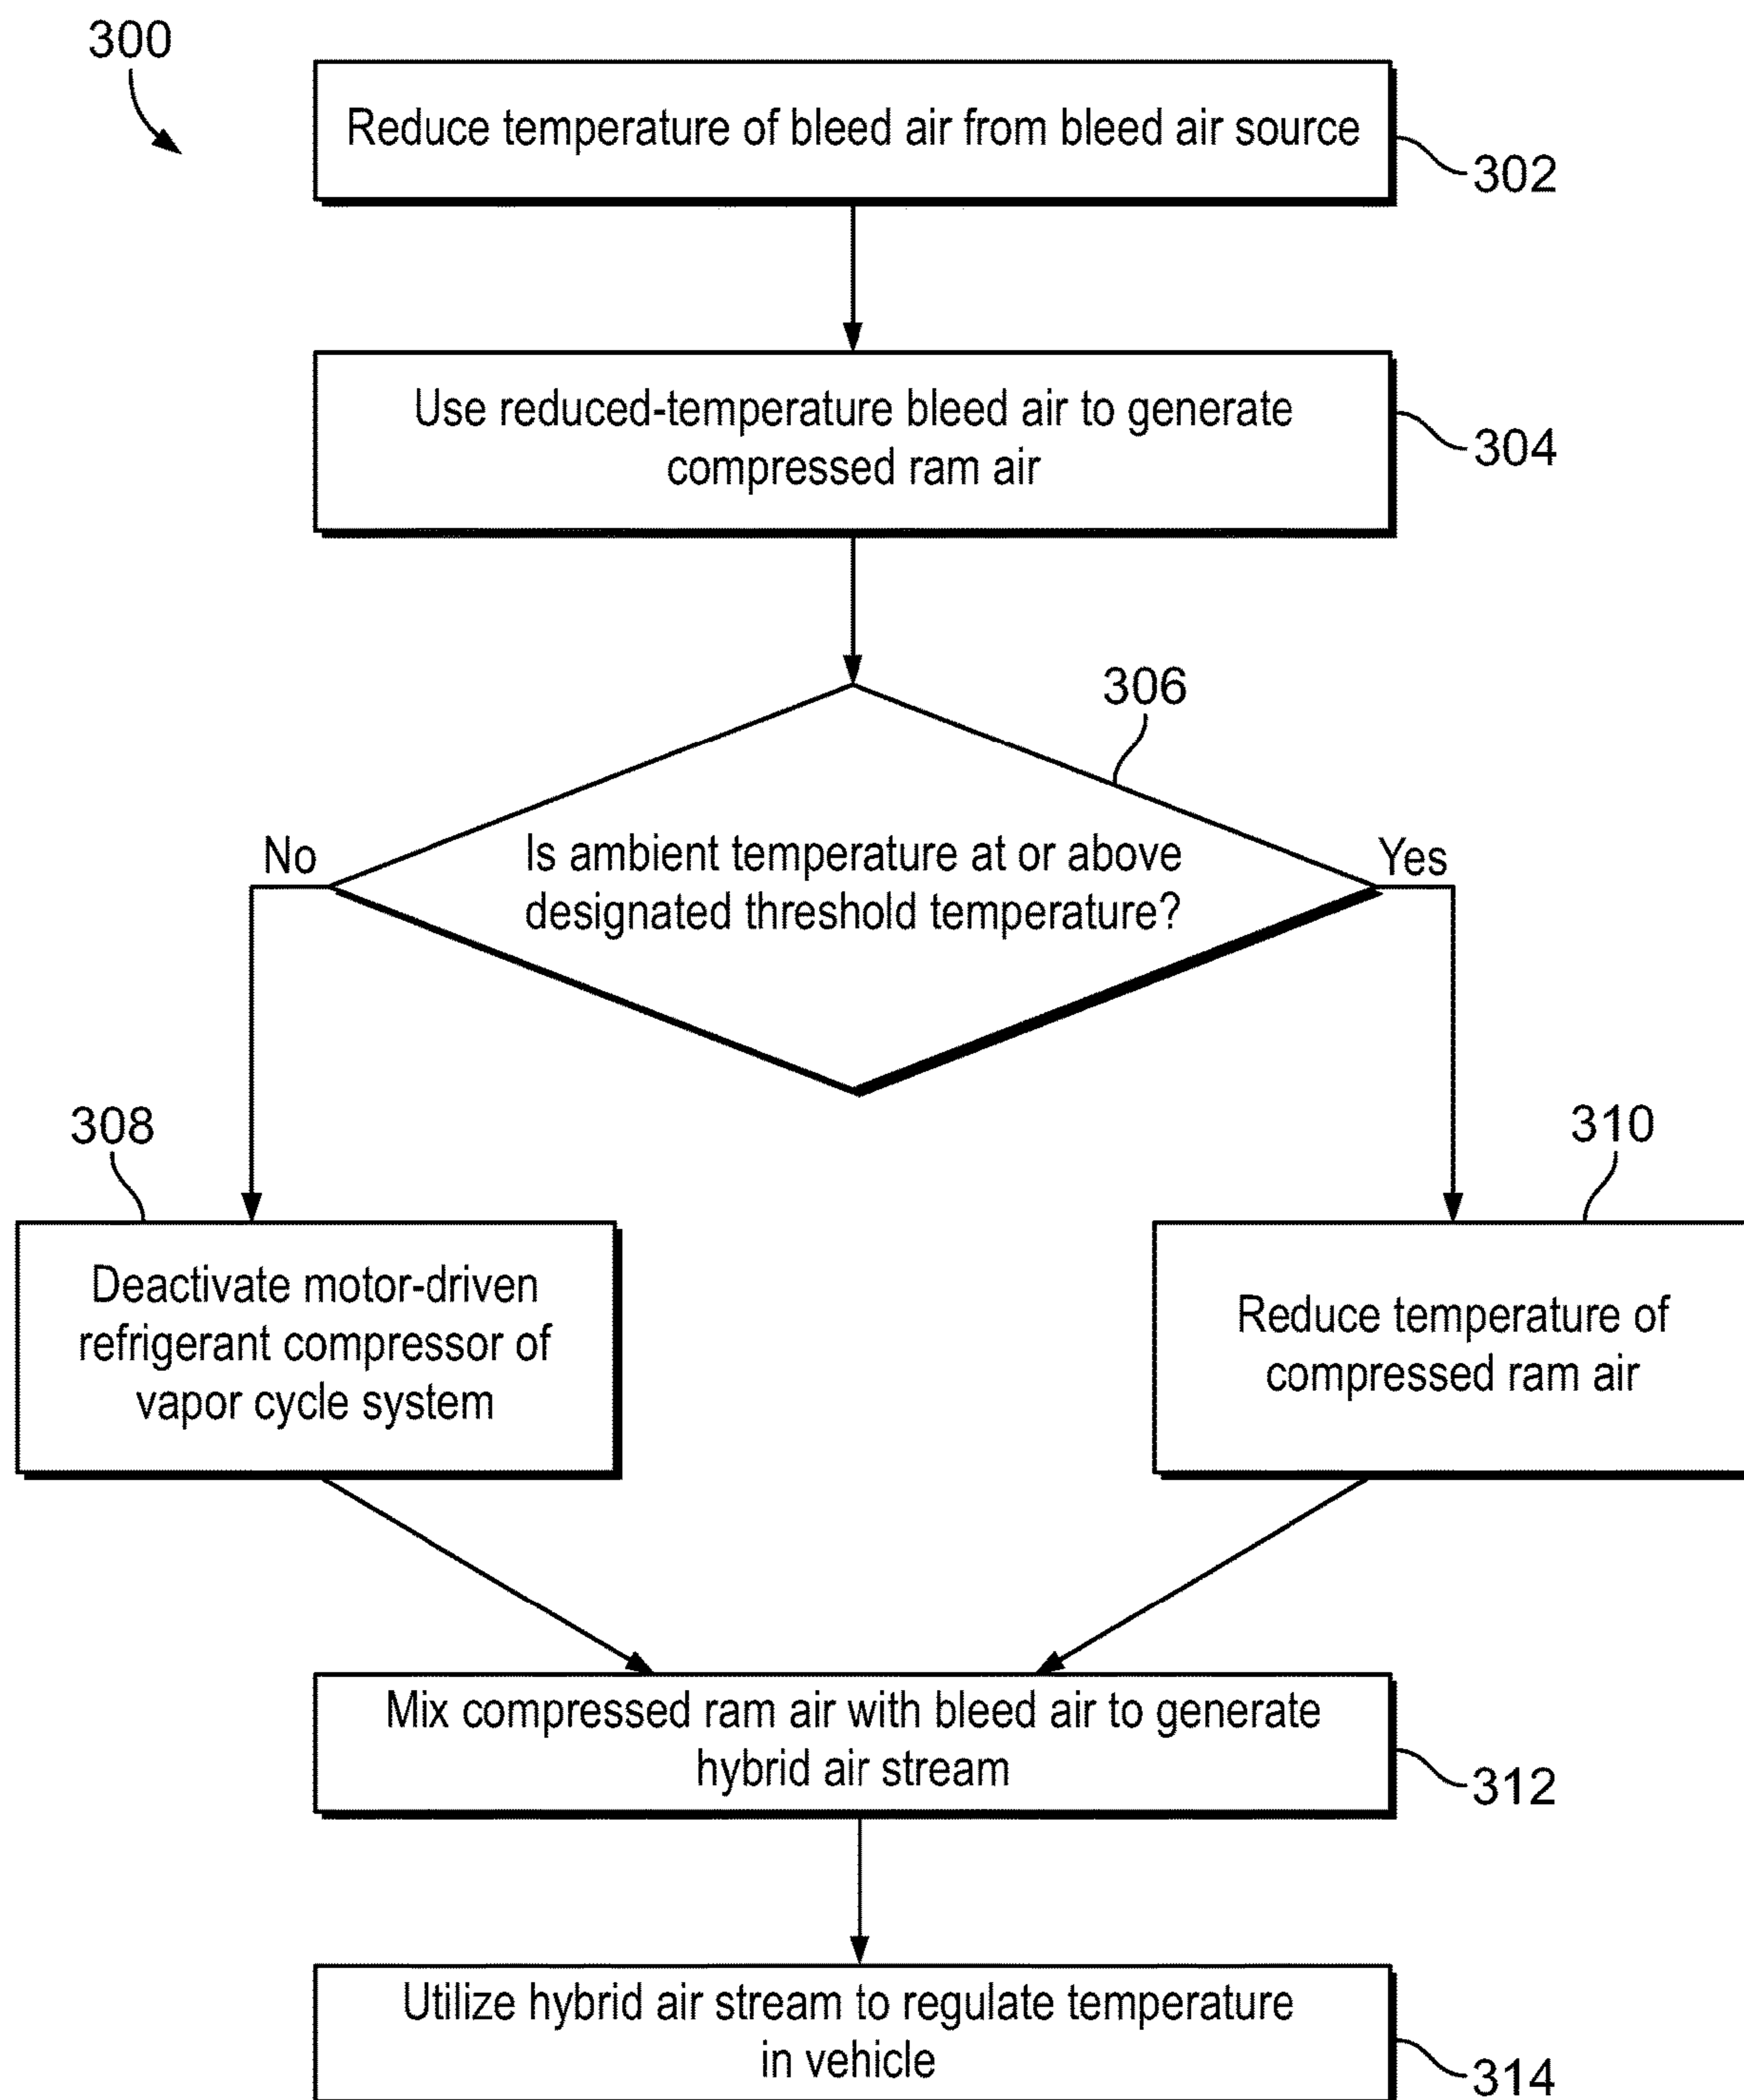 300
Reduce temperature of bleed air from bleed air source
302
Use reduced-temperature bleed air to generate
compressed ram air
304
306
Is ambient temperature at or above
designated threshold temperature?
No
Yes
308
Deactivate motor-driven
refrigerant compressor of
vapor cycle system
310
Reduce temperature of
compressed ram air
Mix compressed ram air with bleed air to generate
hybrid air stream
312
Utilize hybrid air stream to regulate temperature
in vehicle
314